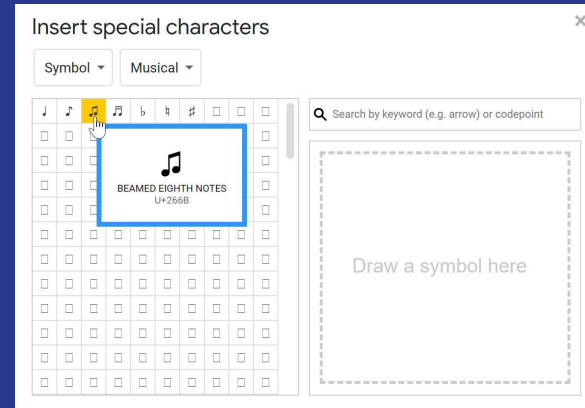 Insert special characters
×
Symbol ▾ Musical ▾
♩ ♪ ♫ ♬ ♭ ♮ ♯
Search by keyword (e.g. arrow) or codepoint
♫
BEAMED EIGHTH NOTES
U+266B
Draw a symbol here